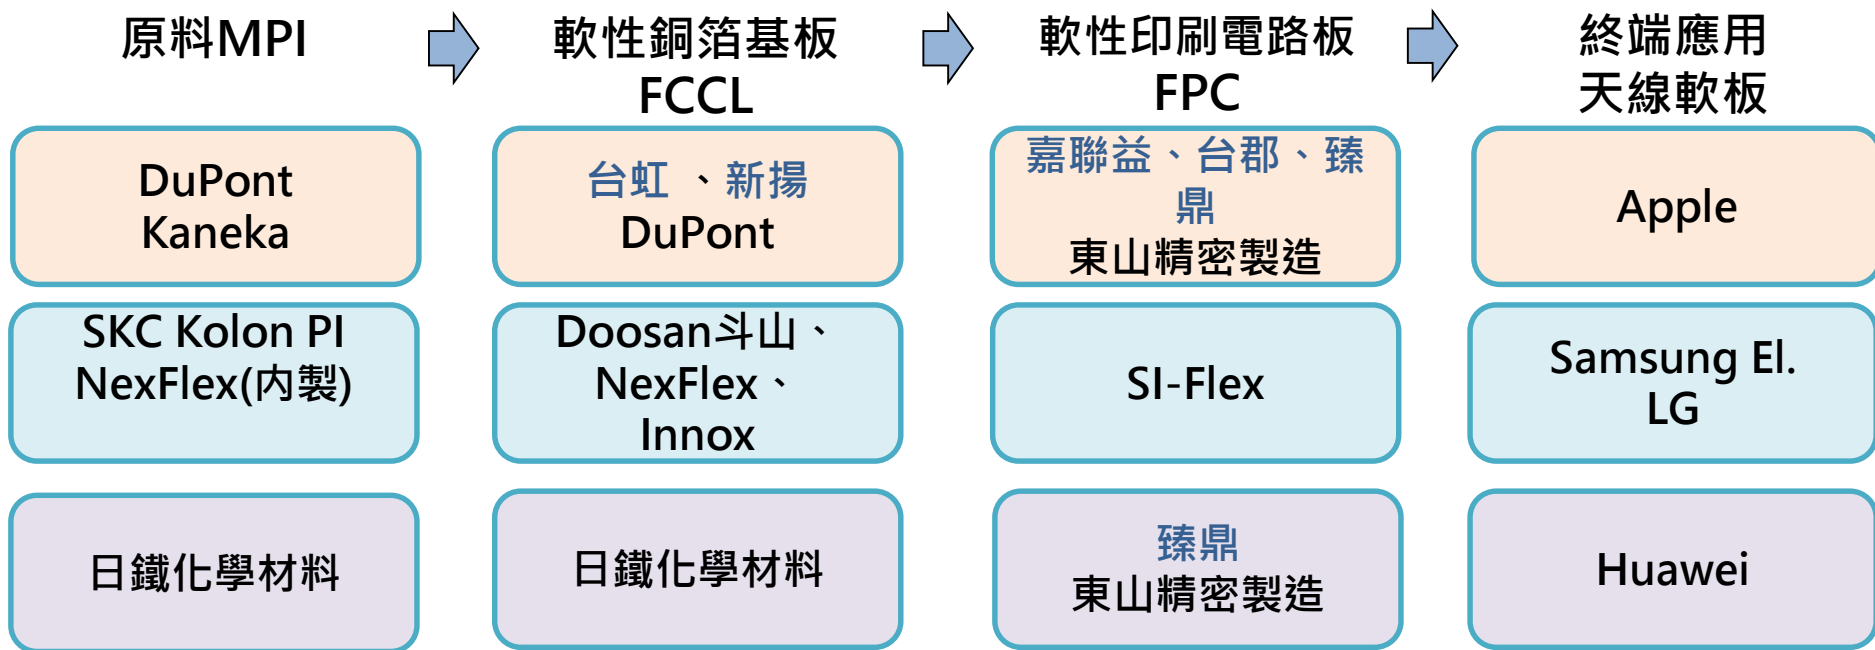 原料MPI
軟性銅箔基板
FCCL
軟性印刷電路板
FPC
終端應用
天線軟板
DuPont
Kaneka
台虹 、新揚
DuPont
嘉聯益、台郡、臻
鼎
東山精密製造
Apple
SKC Kolon PI
NexFlex(内製)
Doosan斗山、
NexFlex、
Innox
SI-Flex
Samsung El.
LG
日鐵化學材料
日鐵化學材料
臻鼎
東山精密製造
Huawei